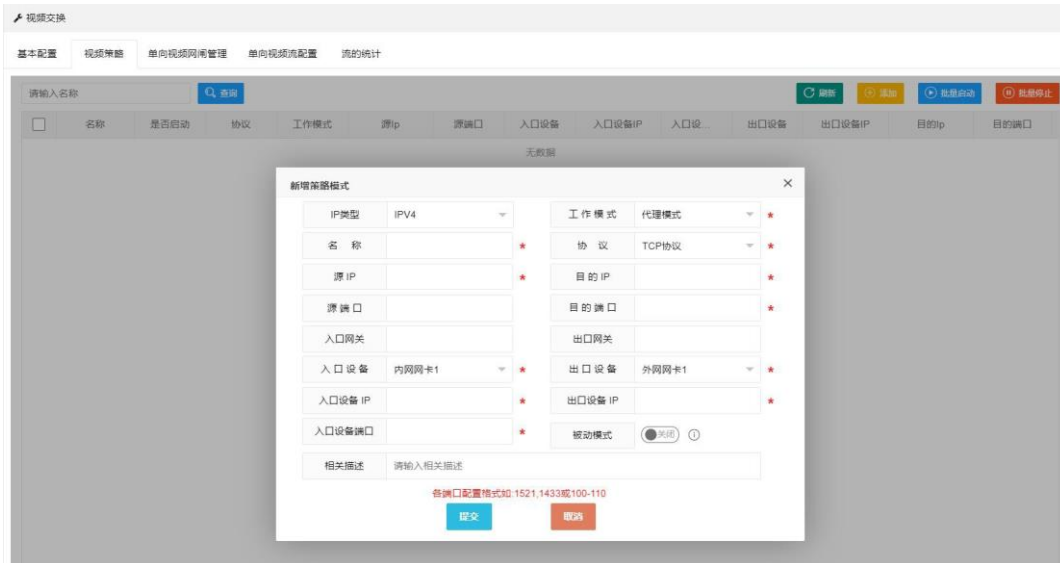 视频交换
基本配置 视频策略 单向视频网闸管理 单向视频流配置 流的统计
请输入名称 查询 刷新 添加 批量启动 批量停止
名称 是否启动 协议 工作模式 源Ip 源端口 入口设备 入口设备IP 入口设... 出口设备 出口设备IP 目的Ip 目的端口
无数据
新增策略模式 ×
IP类型 IPV4 工作模式 代理模式 *
名 称 * 协 议 TCP协议 *
源 IP * 目的 IP *
源端口 目的端口 *
入口网关 出口网关
入口设备 内网网卡1 * 出口设备 外网网卡1 *
入口设备 IP * 出口设备 IP *
入口设备端口 * 被动模式 关闭
相关描述 请输入相关描述
各端口配置格式如:1521,1433或100-110
提交 取消